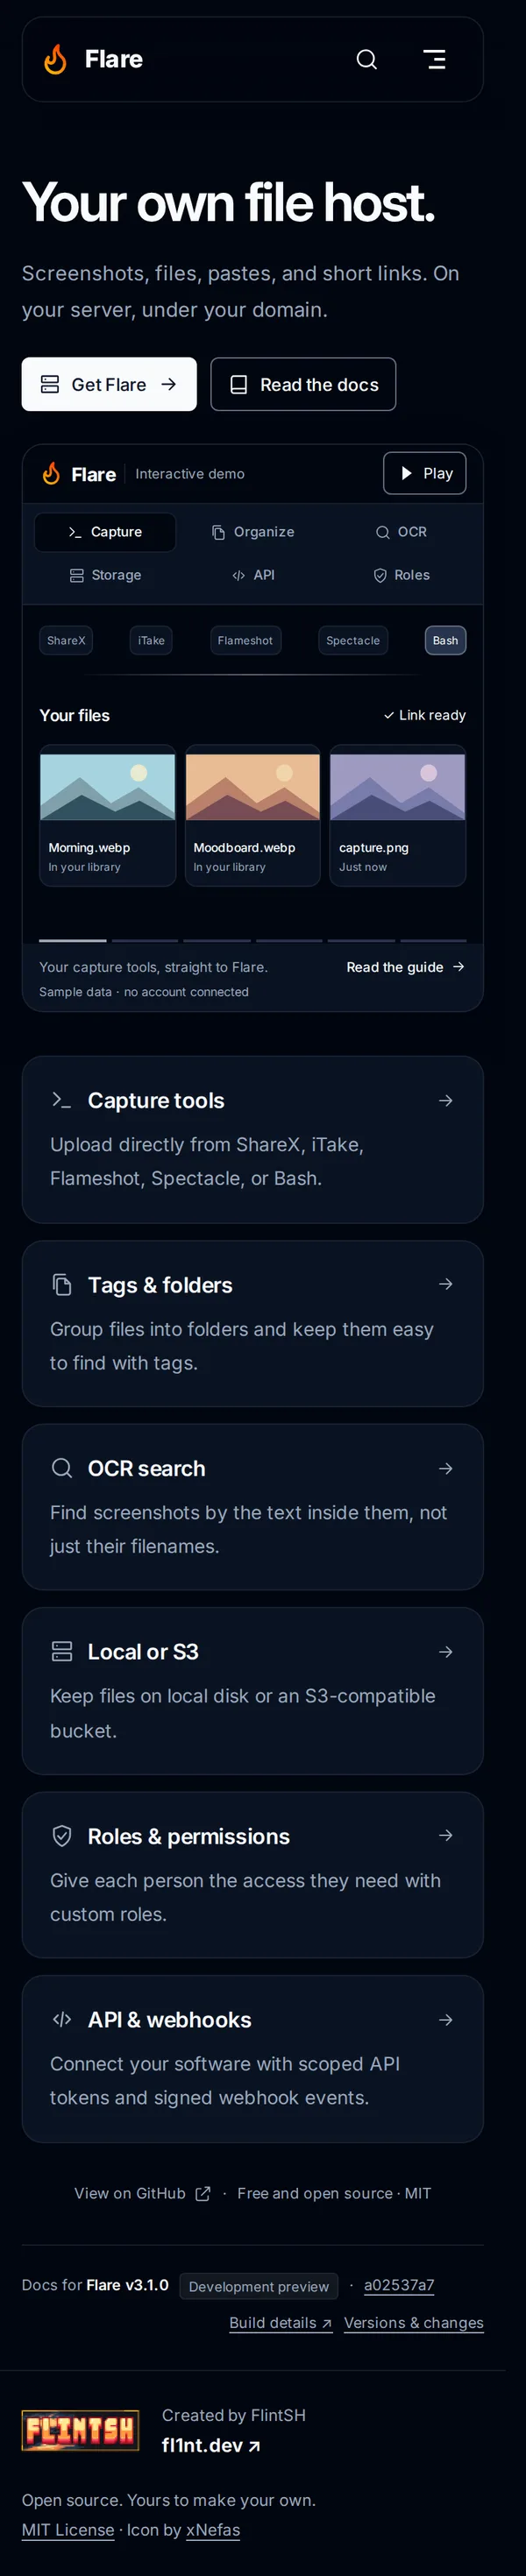 Flare
Your own file host.
Screenshots, files, pastes, and short links. On
your server, under your domain.
Get Flare → Read the docs
Flare Interactive demo Play
Capture Organize OCR
Storage API Roles
ShareX iTake Flameshot Spectacle Bash
Your files ✓ Link ready
Morning.webp Moodboard.webp capture.png
In your library In your library Just now
Your capture tools, straight to Flare. Read the guide →
Sample data · no account connected
Capture tools →
Upload directly from ShareX, iTake,
Flameshot, Spectacle, or Bash.
Tags & folders →
Group files into folders and keep them easy
to find with tags.
OCR search →
Find screenshots by the text inside them, not
just their filenames.
Local or S3 →
Keep files on local disk or an S3-compatible
bucket.
Roles & permissions →
Give each person the access they need with
custom roles.
API & webhooks →
Connect your software with scoped API
tokens and signed webhook events.
View on GitHub · Free and open source · MIT
Docs for Flare v3.1.0 Development preview · a02537a7
Build details ↗ Versions & changes
FLINTSH
Created by FlintSH
fl1nt.dev ↗
Open source. Yours to make your own.
MIT License · Icon by xNefas